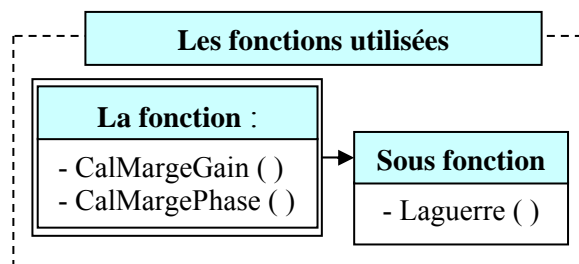 Les fonctions utilisées
La fonction :
- CalMargeGain ( )
- CalMargePhase ( )
Sous fonction
- Laguerre ( )